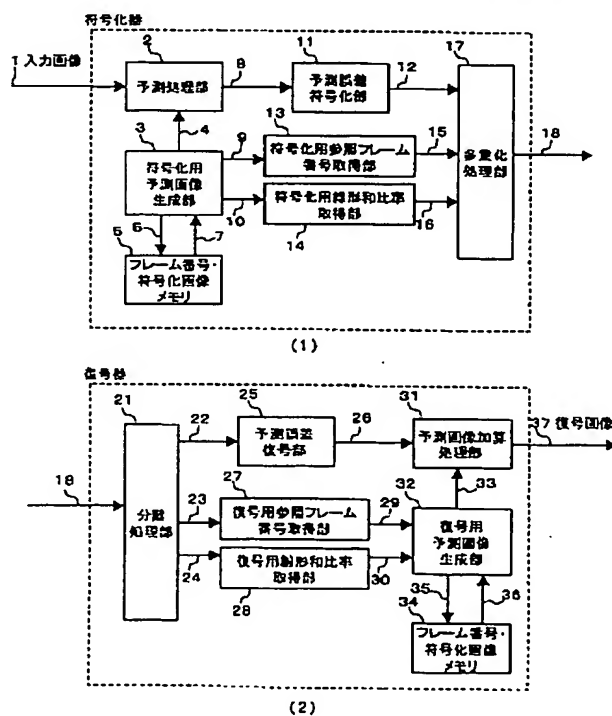 符号化器
1 入力画像
2
予測処理部
8
11
予測誤差
符号化部
12
17
多重化
処理部
18
3
4
符号化用
予測画像
生成部
9
13
符号化用参照フレーム
番号取得部
15
10
符号化用線形和比率
取得部
14
16
5
6
7
フレーム番号・
符号化画像
メモリ
(1)
復号器
18
21
分離
処理部
22
25
予測誤差
復号部
26
31
予測画像加算
処理部
37 復号画像
23
27
復号用参照フレーム
番号取得部
29
32
33
復号用
予測画像
生成部
24
復号用線形和比率
取得部
28
30
34
35
36
フレーム番号・
符号化画像
メモリ
(2)